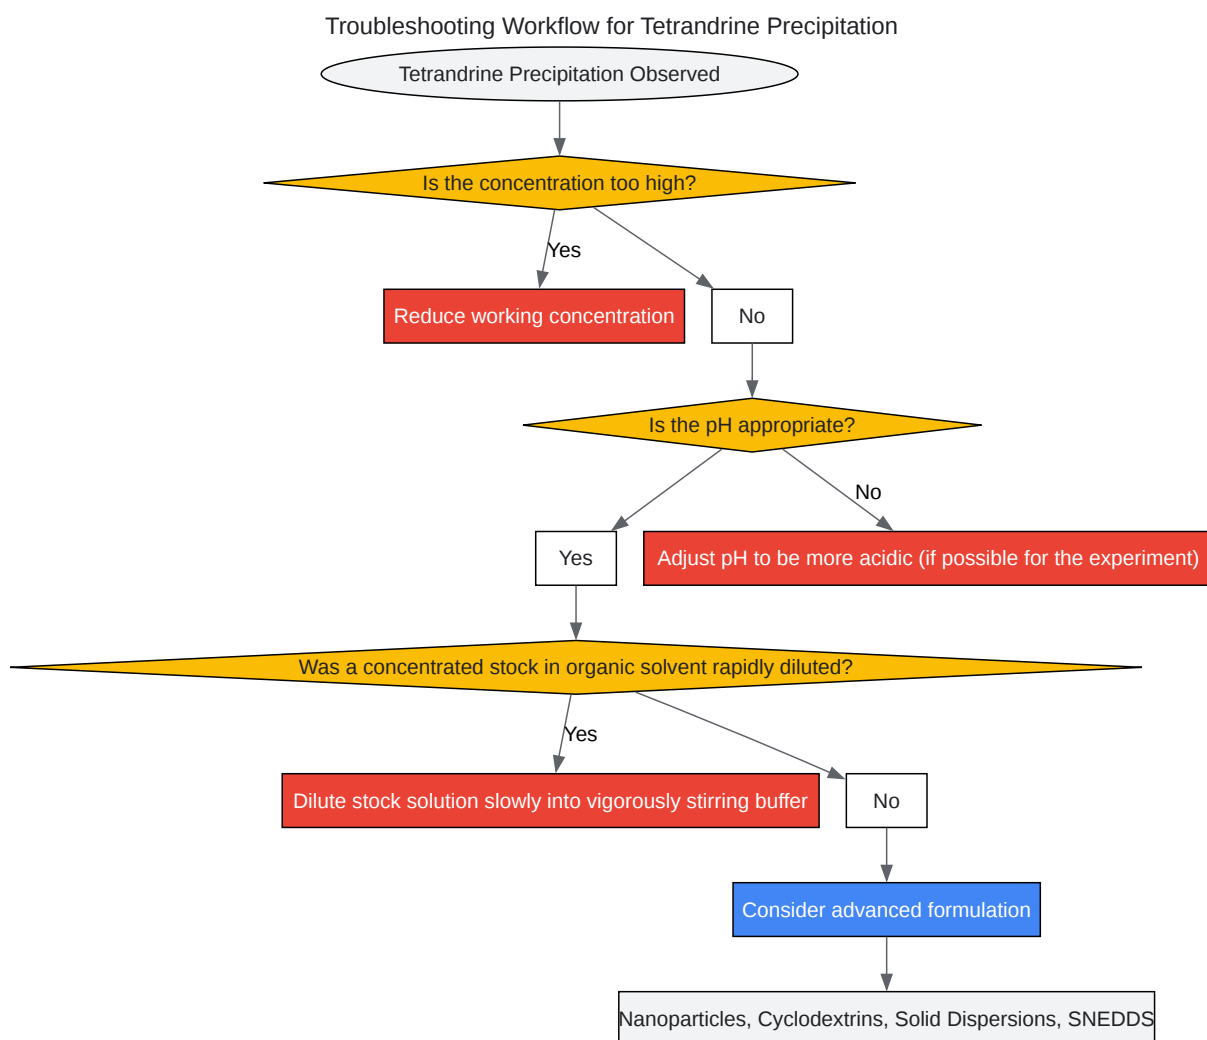 Troubleshooting Workflow for Tetrandrine Precipitation
Tetrandrine Precipitation Observed
Is the concentration too high?
Yes
Reduce working concentration
No
Is the pH appropriate?
No
Yes
Adjust pH to be more acidic (if possible for the experiment)
Was a concentrated stock in organic solvent rapidly diluted?
Yes
Dilute stock solution slowly into vigorously stirring buffer
No
Consider advanced formulation
Nanoparticles, Cyclodextrins, Solid Dispersions, SNEDDS